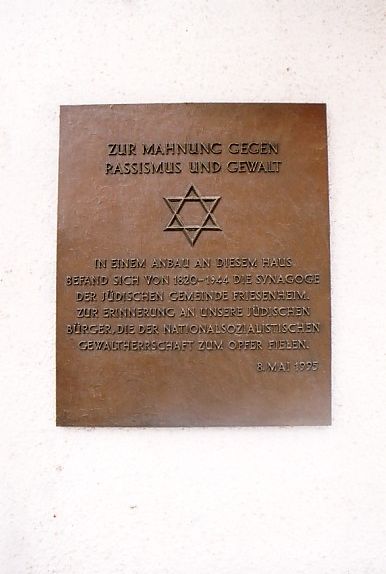 ZUR MAHNUNG GEGEN
RASSISMUS UND GEWALT
IN EINEM ANBAU AN DIESEM HAUS
BEFAND SICH VON 1820-1944 DIE SYNAGOGE
DER JÜDISCHEN GEMEINDE FRIESENHEIM.
ZUR ERINNERUNG AN UNSERE JÜDISCHEN
BÜRGER, DIE DER NATIONALSOZIALISTISCHEN
GEWALTHERRSCHAFT ZUM OPFER FIELEN.
8. MAI 1995